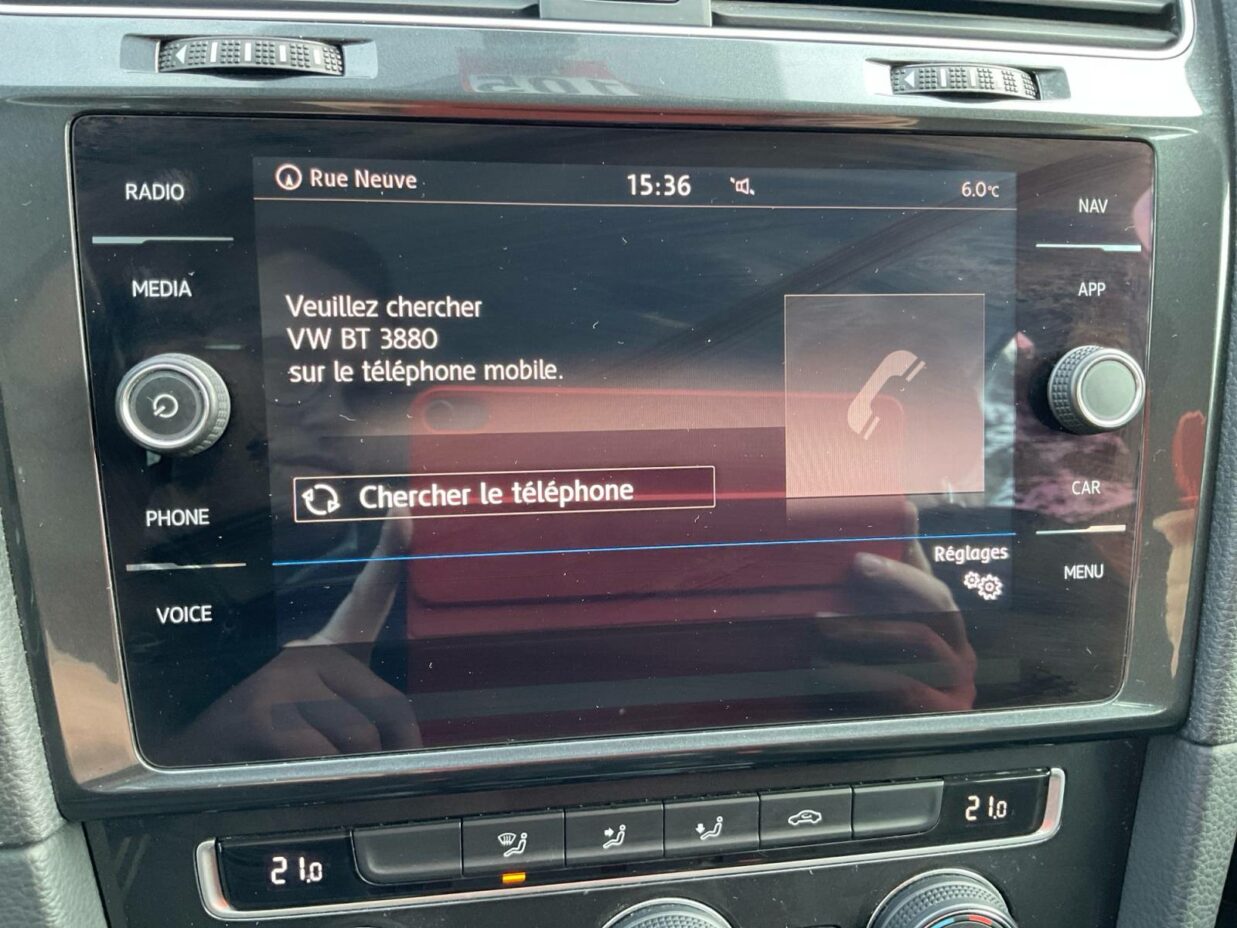 RADIO
MEDIA
PHONE
VOICE
Rue Neuve
15:36
6.0°C
Veuillez chercher
VW BT 3880
sur le téléphone mobile.
Chercher le téléphone
Réglages
NAV
APP
CAR
MENU
21.0
21.0